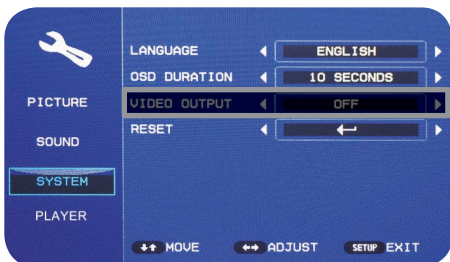 PICTURE
SOUND
SYSTEM
PLAYER
LANGUAGE ENGLISH
OSD DURATION 10 SECONDS
VIDEO OUTPUT OFF
RESET
MOVE ADJUST SETUP EXIT